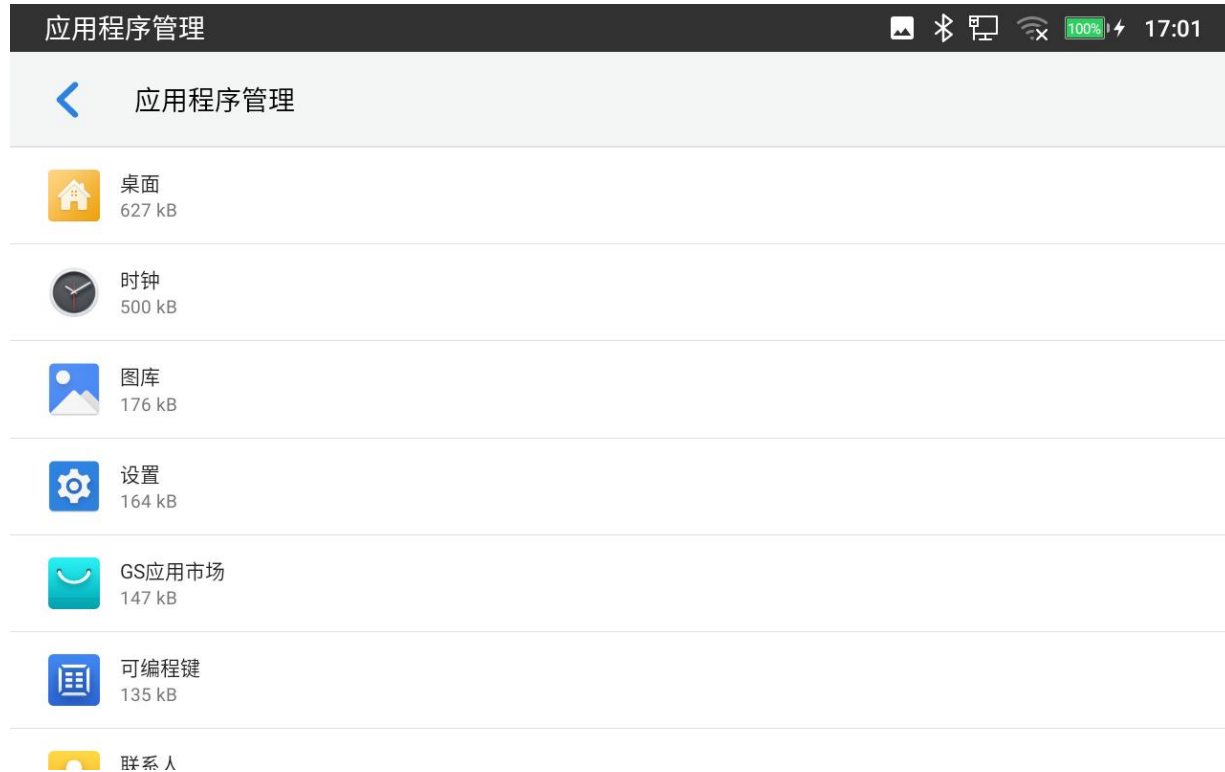 应用程序管理
100%
17:01
应用程序管理
桌面
627 kB
时钟
500 kB
图库
176 kB
设置
164 kB
GS应用市场
147 kB
可编程键
135 kB
联系人